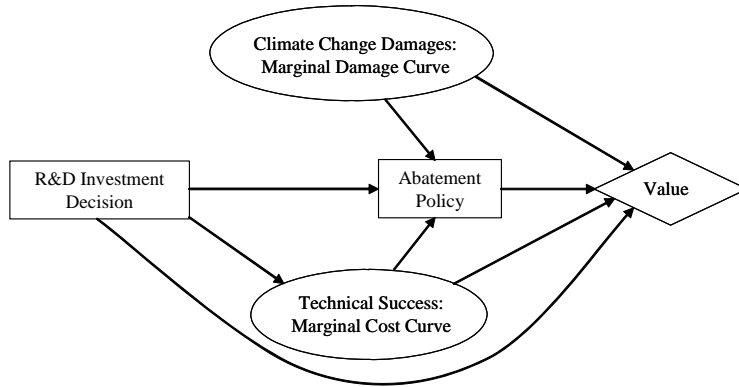 Climate Change Damages:
Marginal Damage Curve
R&D Investment
Decision
Abatement
Policy
Value
Technical Success:
Marginal Cost Curve